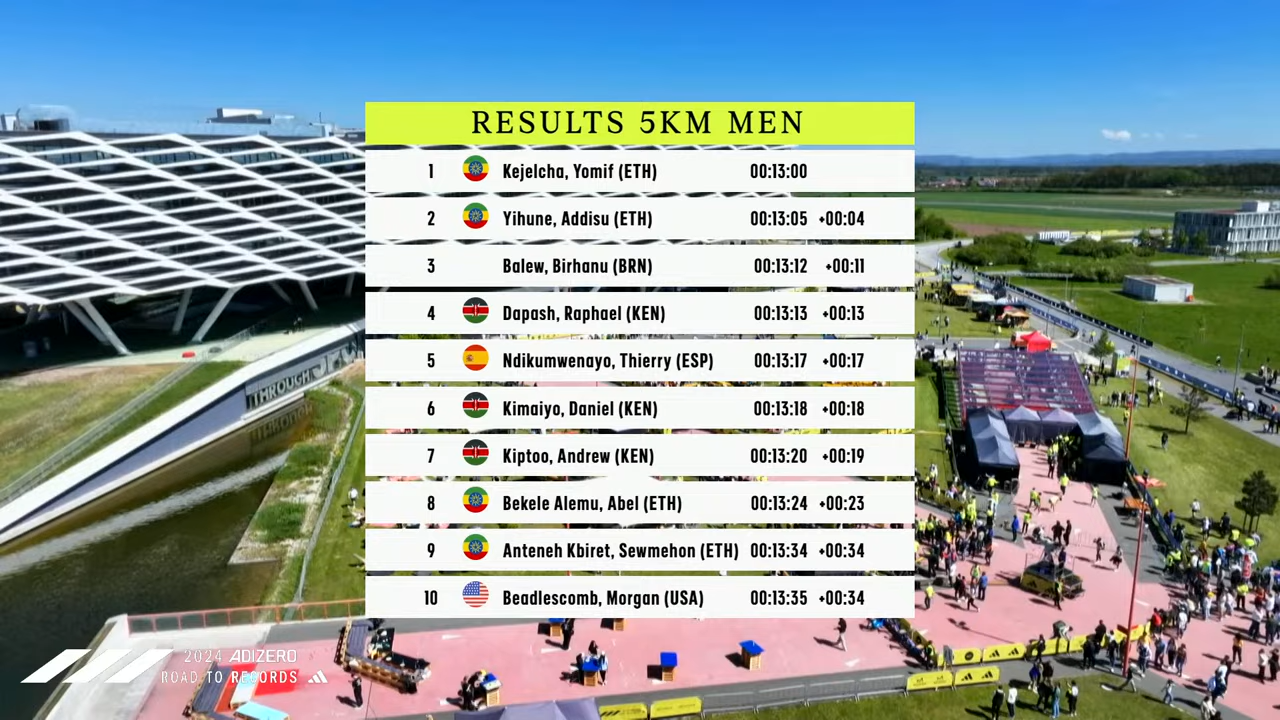 RESULTS 5KM MEN
1 Kejelcha, Yomif (ETH) 00:13:00
2 Yihune, Addisu (ETH) 00:13:05 +00:04
3 Balew, Birhanu (BRN) 00:13:12 +00:11
4 Dapash, Raphael (KEN) 00:13:13 +00:13
5 Ndikumwenayo, Thierry (ESP) 00:13:17 +00:17
6 Kimaiyo, Daniel (KEN) 00:13:18 +00:18
7 Kiptoo, Andrew (KEN) 00:13:20 +00:19
8 Bekele Alemu, Abel (ETH) 00:13:24 +00:23
9 Anteneh Kbiret, Sewmehon (ETH) 00:13:34 +00:34
10 Beadlescomb, Morgan (USA) 00:13:35 +00:34
THROUGH
2024 ADIZERO
ROAD TO RECORDS